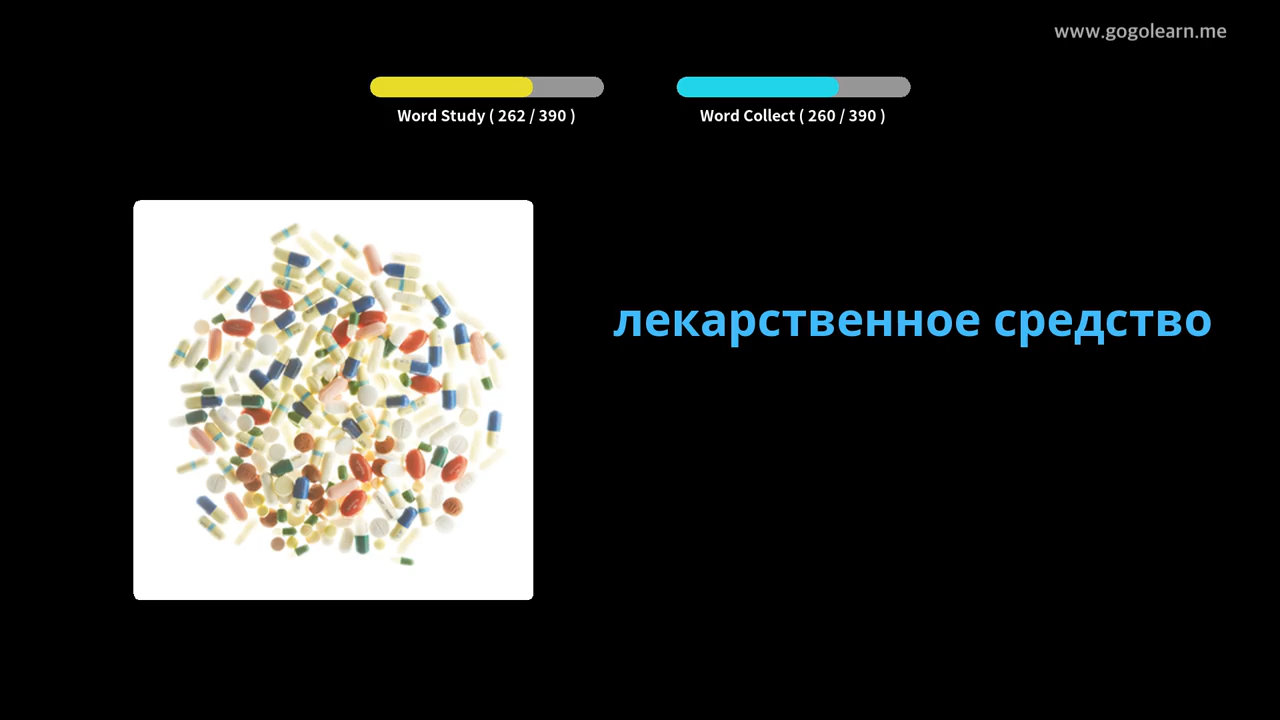 www.gogolearn.me
Word Study ( 262 / 390 )
Word Collect ( 260 / 390 )
лекарственное средство